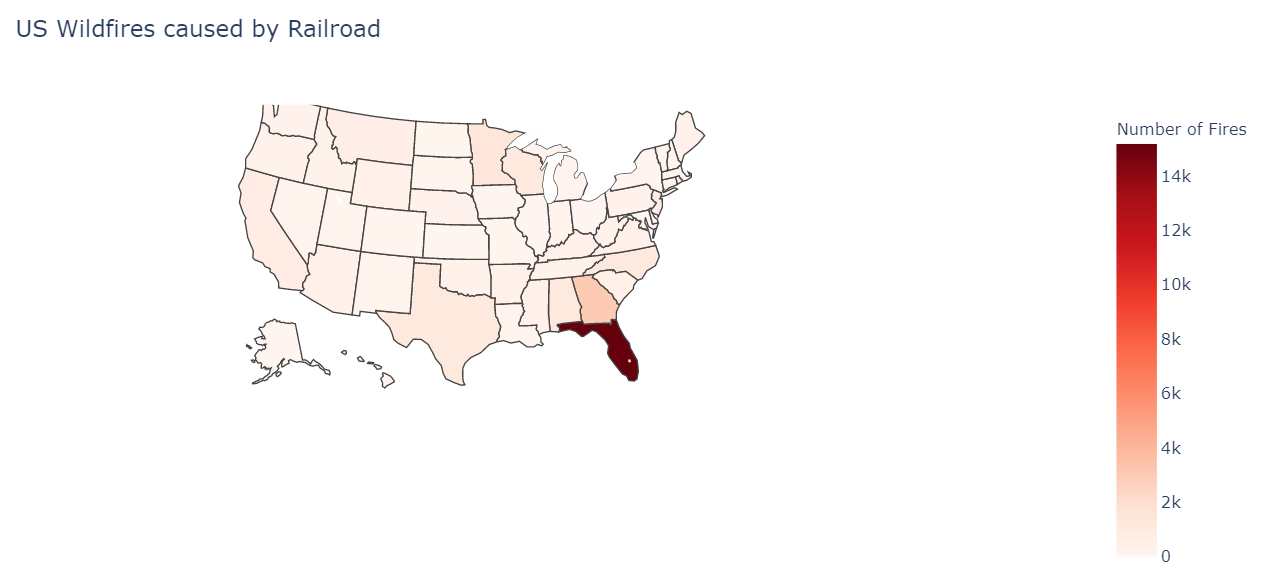 US Wildfires caused by Railroad
Number of Fires
14k
12k
10k
8k
6k
4k
2k
0